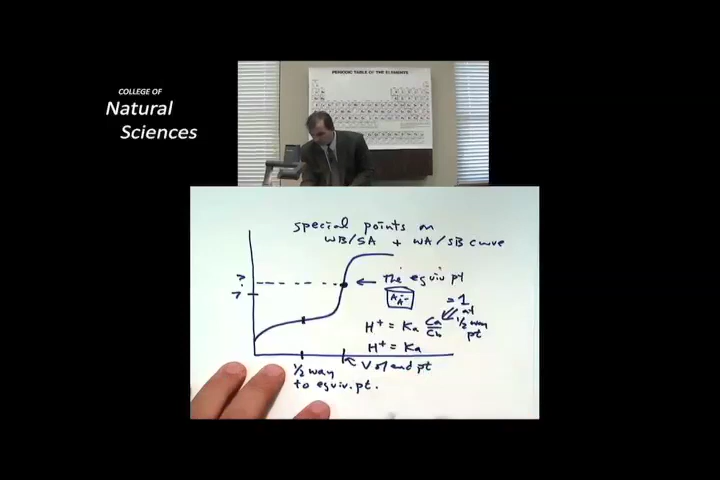 COLLEGE OF
Natural
Sciences
PERIODIC TABLE OF THE ELEMENTS
special points on
WB/SA + WA/SB curve
?
7
← the equiv pt
A⁻ A⁻
H⁺ = Ka Ca/Cb
= 1
at
1/2 way
pt
H⁺ = Ka
V of end pt
1/2 way
to equiv. pt.